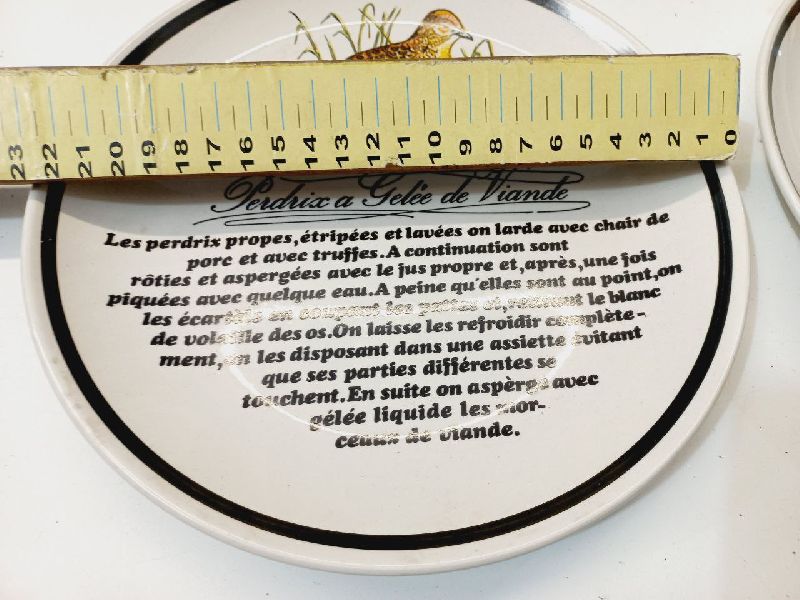 23 22 21 20 19 18 17 16 15 14 13 12 11 10 9 8 7 6 5 4 3 2 1 0
Perdrix a Gelée de Viande
Les perdrix propes,étripées et lavées on larde avec chair de
porc et avec truffes.A continuation sont
rôties et aspergées avec le jus propre et,après,une fois
piquées avec quelque eau.A peine qu'elles sont au point,on
les écartèle en coupant les pattes et, le blanc
de volaille des os.On laisse les refroidir complète-
ment,en les disposant dans une assiette évitant
que ses parties différentes se
touchent.En suite on aspèrge avec
gélée liquide les mor-
ceaux de viande.